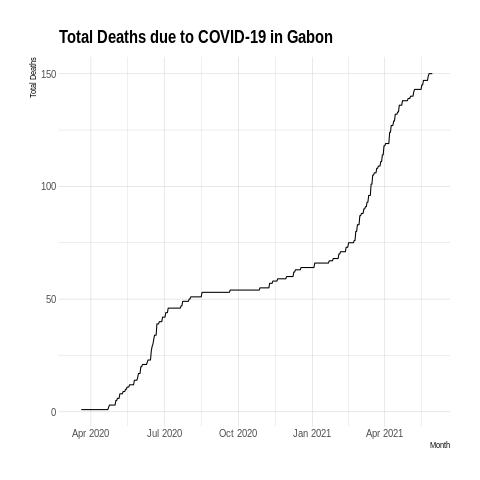 Total Deaths due to COVID-19 in Gabon
Total Deaths
150
100
50
0
Apr 2020 Jul 2020 Oct 2020 Jan 2021 Apr 2021
Month